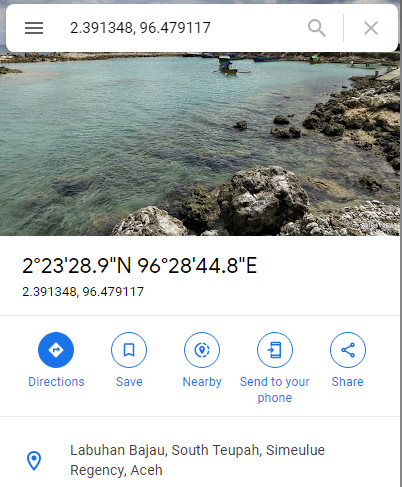 2.391348, 96.479117
2°23'28.9"N 96°28'44.8"E
2.391348, 96.479117
Directions
Save
Nearby
Send to your
phone
Share
Labuhan Bajau, South Teupah, Simeulue
Regency, Aceh